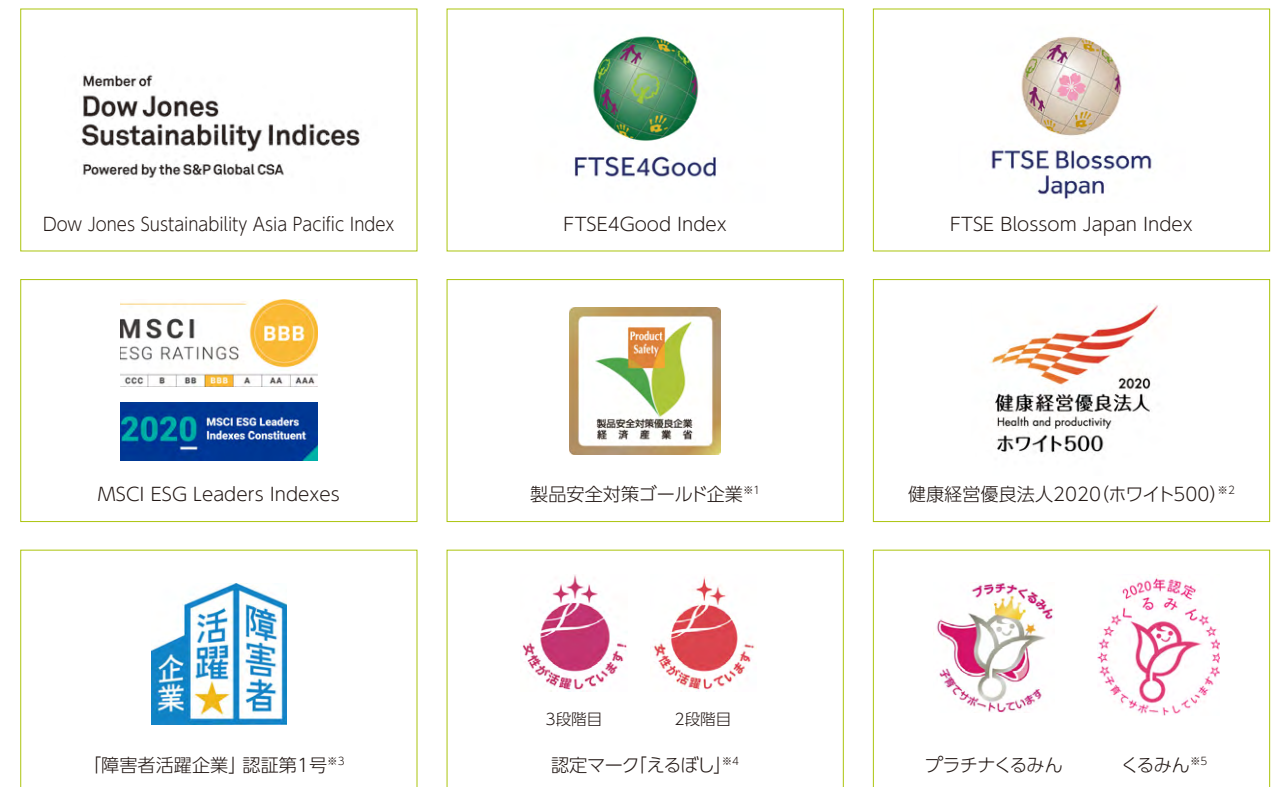 Member of
Dow Jones
Sustainability Indices
Powered by the S&P Global CSA
Dow Jones Sustainability Asia Pacific Index
FTSE4Good
FTSE4Good Index
FTSE Blossom
Japan
FTSE Blossom Japan Index
MSCI
ESG RATINGS
BBB
CCC B BB BBB A AA AAA
2020 MSCI ESG Leaders
Indexes Constituent
MSCI ESG Leaders Indexes
Product
Safety
製品安全対策優良企業
経済産業省
製品安全対策ゴールド企業※1
2020
健康経営優良法人
Health and productivity
ホワイト500
健康経営優良法人2020(ホワイト500)※2
障害者
活躍★
企業
「障害者活躍企業」 認証第1号※3
女性が活躍しています!
3段階目
女性が活躍しています!
2段階目
認定マーク「えるぼし」※4
プラチナくるみん
子育てサポートしています
プラチナくるみん
2020年認定
くるみん
☆☆☆☆☆☆子育てサポートしています☆☆☆☆☆☆
くるみん※5